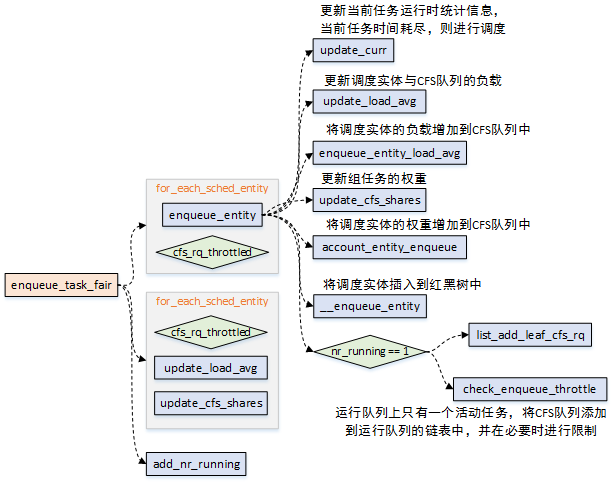 更新当前任务运行时统计信息，
当前任务时间耗尽，则进行调度
update_curr
更新调度实体与CFS队列的负载
update_load_avg
将调度实体的负载增加到CFS队列中
enqueue_entity_load_avg
更新组任务的权重
update_cfs_shares
将调度实体的权重增加到CFS队列中
account_entity_enqueue
将调度实体插入到红黑树中
__enqueue_entity
nr_running == 1
list_add_leaf_cfs_rq
check_enqueue_throttle
运行队列上只有一个活动任务，将CFS队列添加
到运行队列的链表中，并在必要时进行限制
for_each_sched_entity
enqueue_entity
cfs_rq_throttled
enqueue_task_fair
for_each_sched_entity
cfs_rq_throttled
update_load_avg
update_cfs_shares
add_nr_running